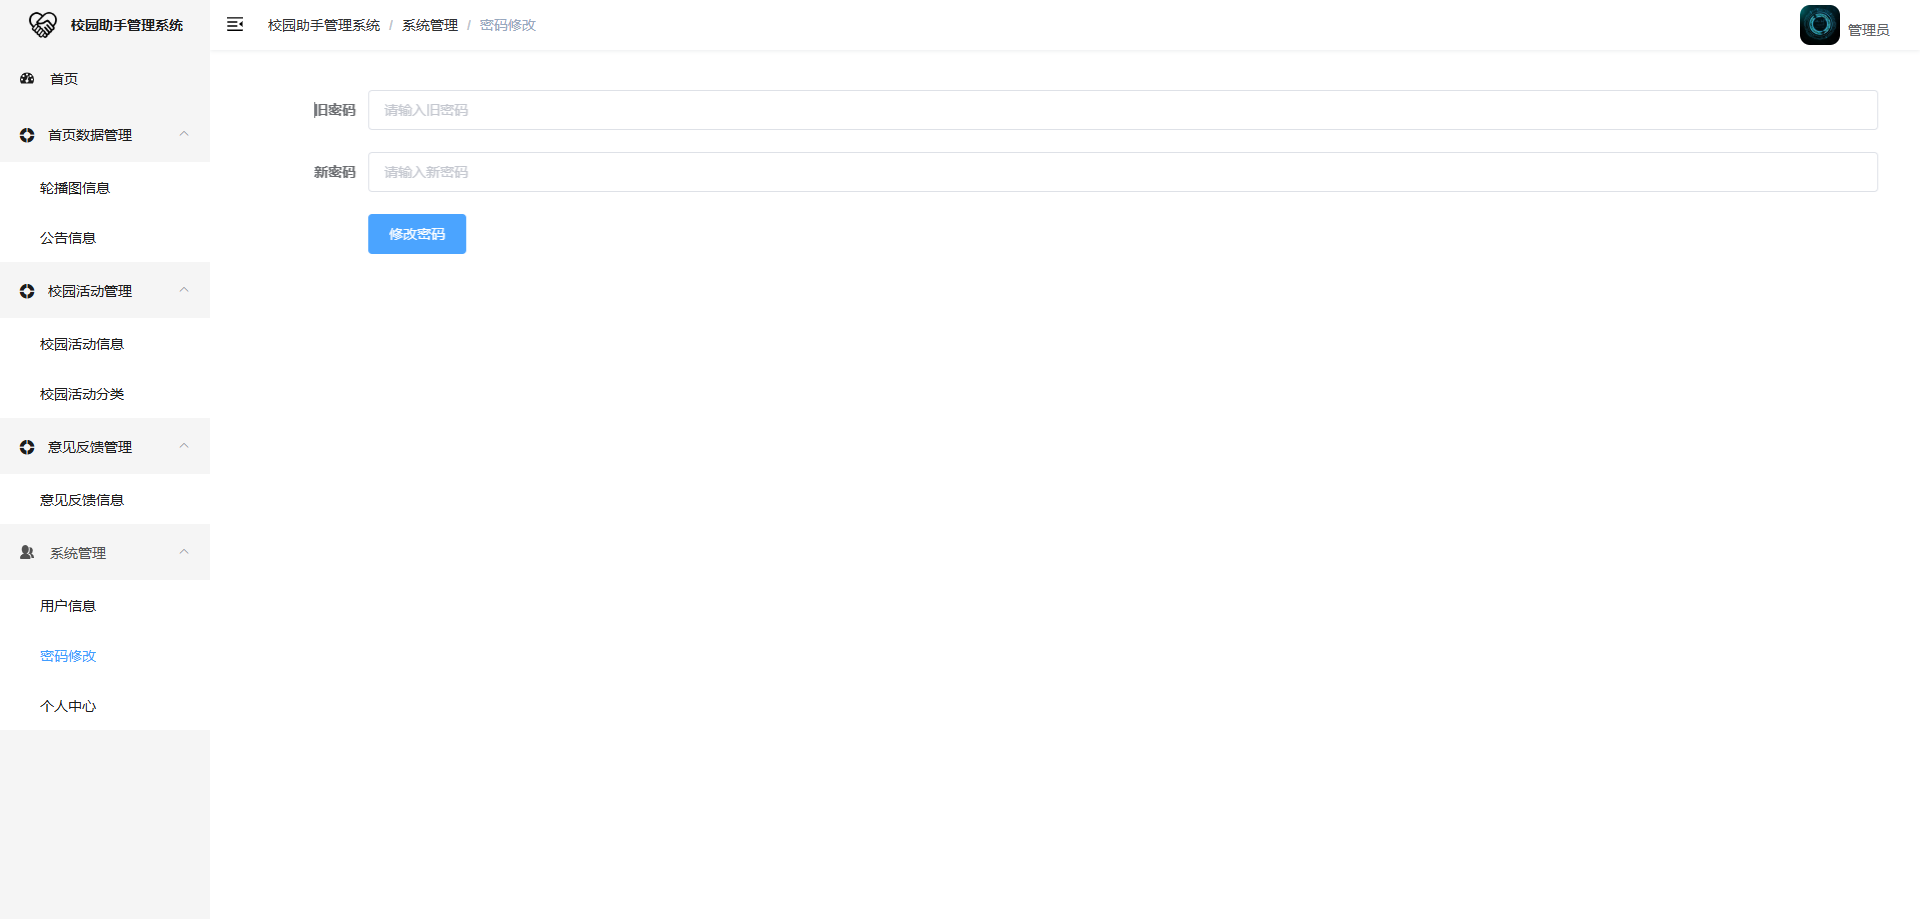 校园助手管理系统
校园助手管理系统 / 系统管理 / 密码修改
管理员
首页
首页数据管理
轮播图信息
公告信息
校园活动管理
校园活动信息
校园活动分类
意见反馈管理
意见反馈信息
系统管理
用户信息
密码修改
个人中心
旧密码 请输入旧密码
新密码 请输入新密码
修改密码